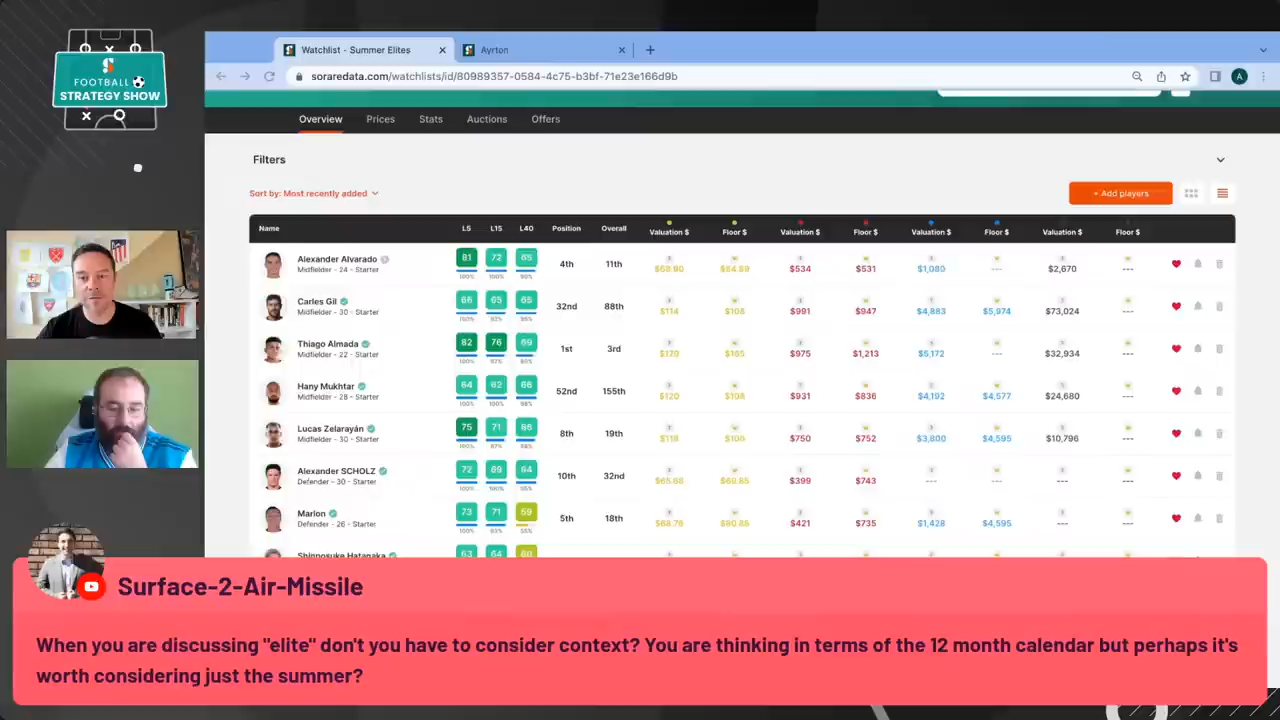 FOOTBALL
STRATEGY SHOW
Watchlist - Summer Elites
Ayrton
soraredata.com/watchlists/id/80989357-0584-4c75-b3bf-71e23e166d9b
A
Overview Prices Stats Auctions Offers
Filters
Sort by: Most recently added
+ Add players
Name L5 L15 L40 Position Overall Valuation $ Floor $ Valuation $ Floor $ Valuation $ Floor $ Valuation $ Floor $
Alexander Alvarado 81 72 65 4th 11th $534 $531 $1,080 --- $2,670 ---
Midfielder - 24 - Starter
Carles Gil 66 65 65 32nd 88th $114 $108 $991 $947 $4,883 $5,974 $73,024 ---
Midfielder - 30 - Starter
Thiago Almada 82 76 69 1st 3rd $170 $165 $975 $1,213 $5,172 --- $32,934 ---
Midfielder - 22 - Starter
Hany Mukhtar 64 62 66 52nd 155th $120 $108 $931 $836 $4,192 $4,577 $24,680 ---
Midfielder - 28 - Starter
Lucas Zelarayán 75 71 66 8th 19th $118 $100 $750 $752 $3,800 $4,595 $10,796 ---
Midfielder - 30 - Starter
Alexander SCHOLZ 72 69 64 10th 32nd $399 $743 --- --- --- ---
Defender - 30 - Starter
Marlon 73 71 59 5th 18th $421 $735 $1,428 $4,595 --- ---
Defender - 26 - Starter
Shinnosuke Hatanaka 63 64 60
Surface-2-Air-Missile
When you are discussing "elite" don't you have to consider context? You are thinking in terms of the 12 month calendar but perhaps it's
worth considering just the summer?